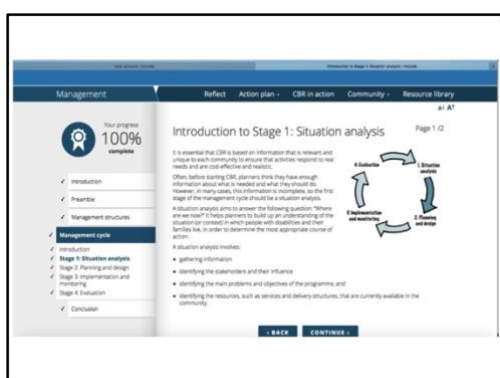 Introduction to Stage 1: Situation analysis - Include
Management
Reflect
Action plan
CBR in action
Community
Resource library
A A
Your progress
100%
complete
Introduction
Preamble
Management structures
Management cycle
Introduction
Stage 1: Situation analysis
Stage 2: Planning and design
Stage 3: Implementation and
monitoring
Stage 4: Evaluation
Conclusion
Introduction to Stage 1: Situation analysis
Page 1 /2
It is essential that CBR is based on information that is relevant and
unique to each community to ensure that activities respond to real
needs and are cost-effective and realistic.
Often, before starting CBR, planners think they have enough
information about what is needed and what they should do.
However, in many cases, this information is incomplete, so the first
stage of the management cycle should be a situation analysis.
A situation analysis aims to answer the following question: "Where
are we now?" It helps planners to build up an understanding of the
situation (or context) in which people with disabilities and their
families live, in order to determine the most appropriate course of
action.
A situation analysis involves:
• gathering information
• identifying the stakeholders and their influence
• identifying the main problems and objectives of the programme, and
• identifying the resources, such as services and delivery structures, that are currently available in the
community.
4. Evaluation
1. Situation
analysis
2. Planning
and design
3. Implementation
and monitoring
BACK
CONTINUE